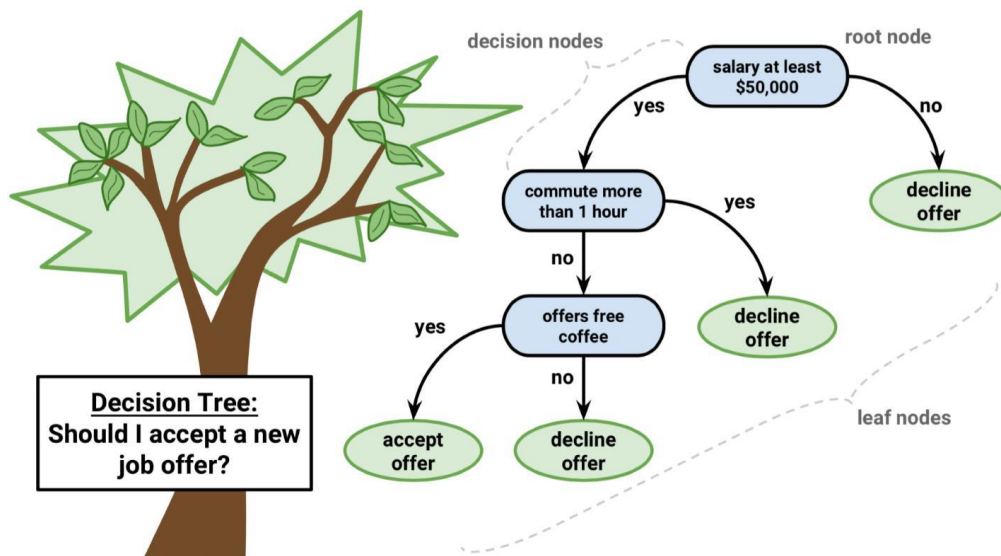 decision nodes
root node
salary at least
$50,000
yes
no
commute more
than 1 hour
yes
decline
offer
no
offers free
coffee
decline
offer
yes
no
Decision Tree:
Should I accept a new
job offer?
accept
offer
decline
offer
leaf nodes